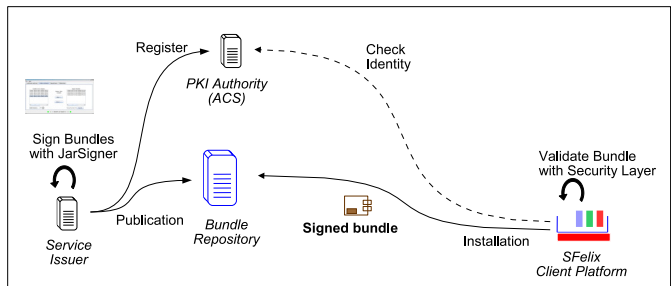 Register
PKI Authority
(ACS)
Check
Identity
Sign Bundles
with JarSigner
Validate Bundle
with Security Layer
Publication
Bundle
Repository
Signed bundle
Installation
Service
Issuer
SFelix
Client Platform